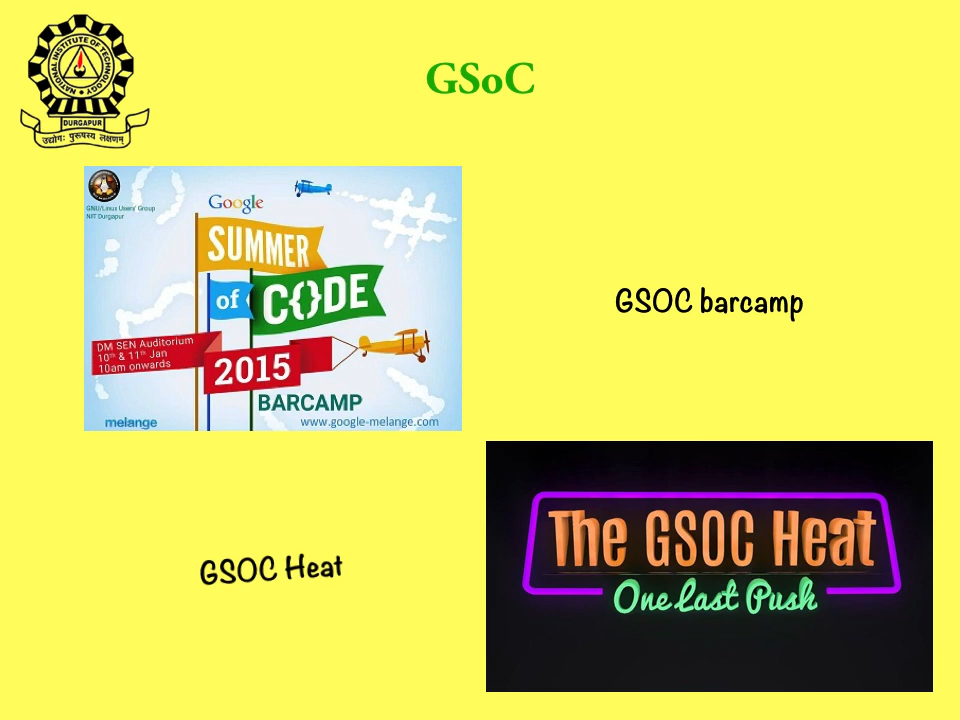 NATIONAL INSTITUTE OF TECHNOLOGY
DURGAPUR
उद्योगः पुरुषस्य लक्षणम्
GSoC
GNU/Linux Users' Group
NIT Durgapur
Google
SUMMER
of
CODE
DM SEN Auditorium
10th & 11th Jan
10am onwards
2015
BARCAMP
melange
www.google-melange.com
GSOC barcamp
GSOC Heat
The GSOC Heat
One Last Push